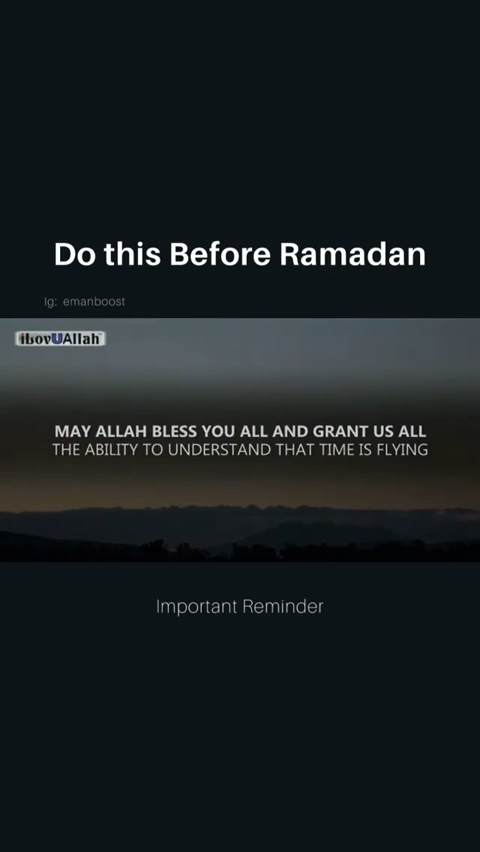 Do this Before Ramadan
Ig: emanboost
iLovUAllah
MAY ALLAH BLESS YOU ALL AND GRANT US ALL
THE ABILITY TO UNDERSTAND THAT TIME IS FLYING
Important Reminder